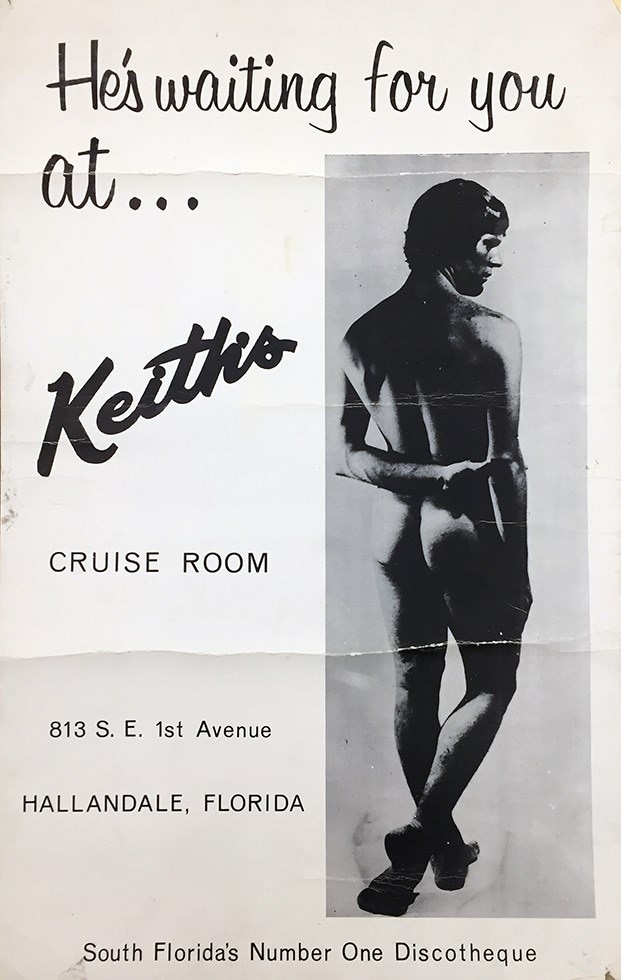 He's waiting for you
at...
Keith's
CRUISE ROOM
813 S. E. 1st Avenue
HALLANDALE, FLORIDA
South Florida's Number One Discotheque